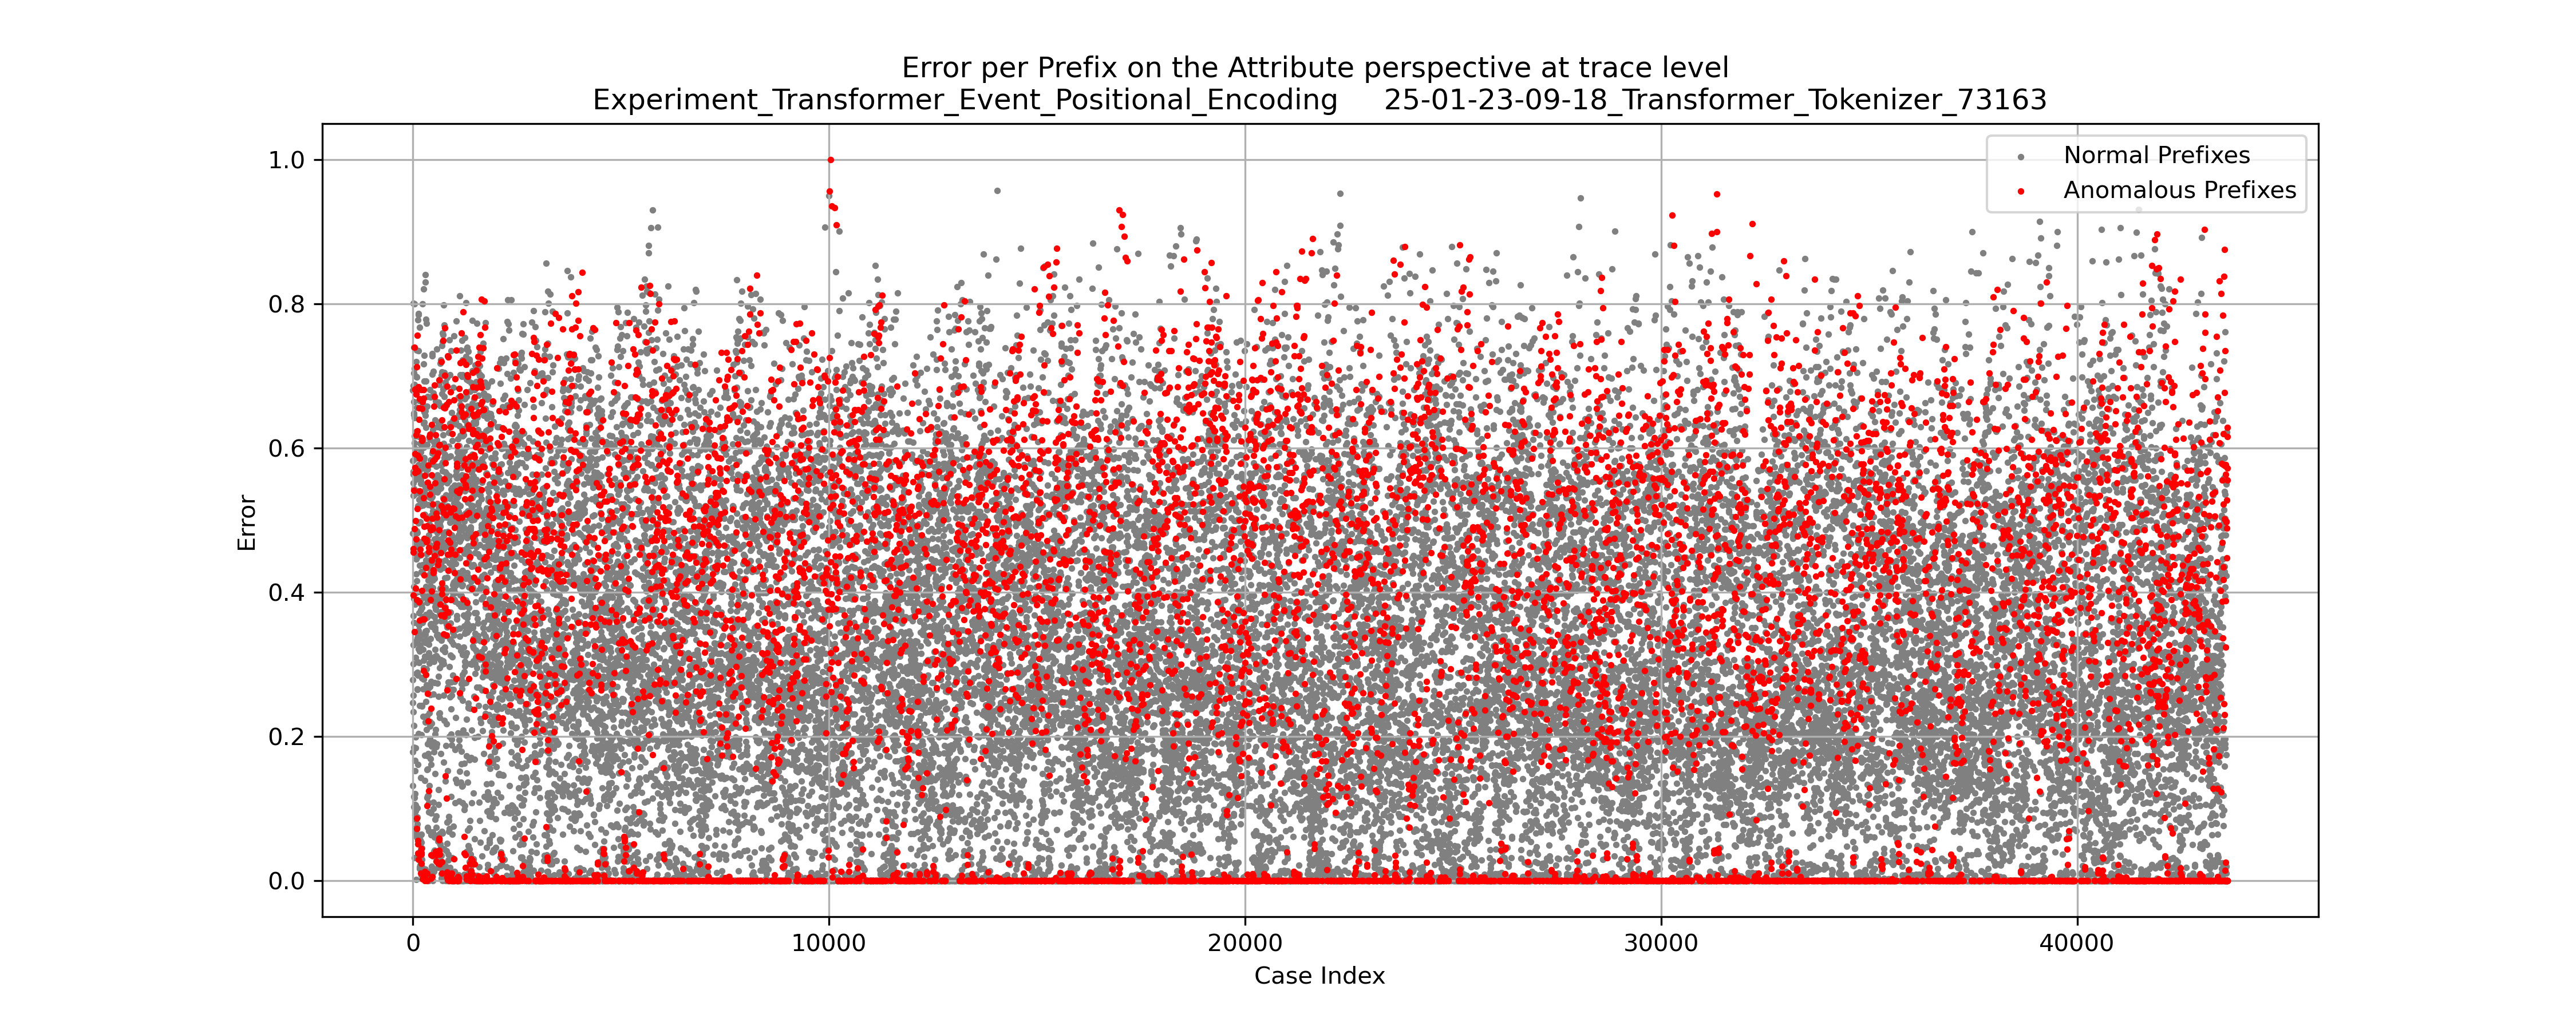 Error per Prefix on the Attribute perspective at trace level
Experiment_Transformer_Event_Positional_Encoding 25-01-23-09-18_Transformer_Tokenizer_73163
Normal Prefixes
Anomalous Prefixes
1.0
0.8
0.6
0.4
0.2
0.0
Error
0 10000 20000 30000 40000
Case Index